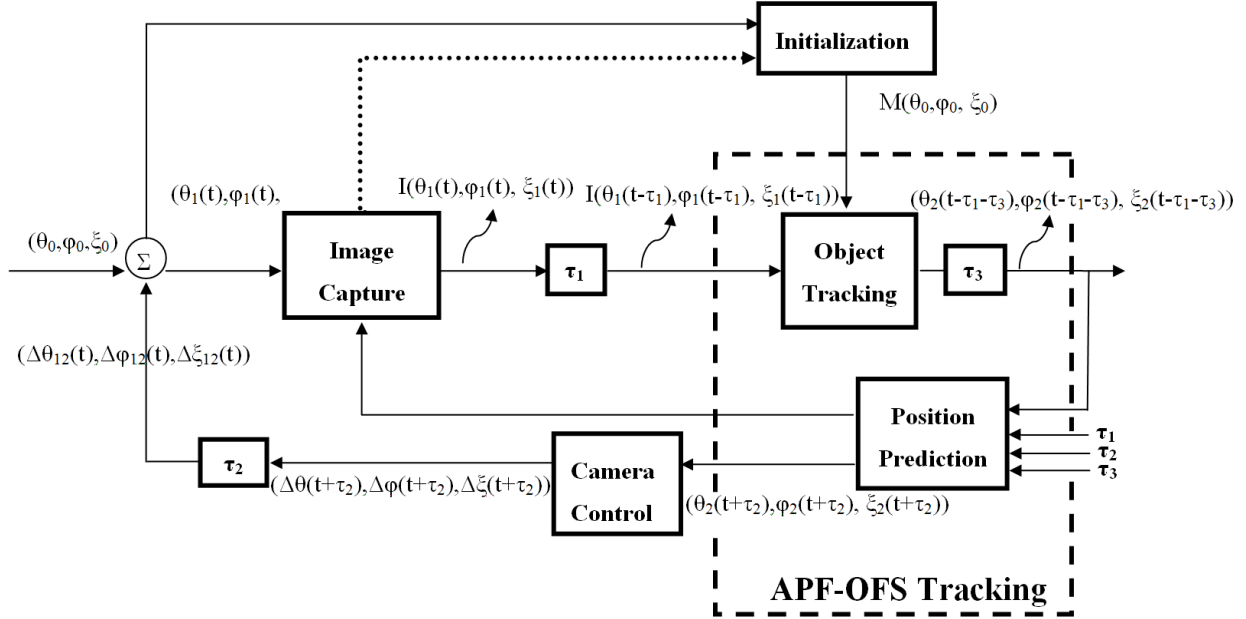 Initialization
M(θ₀,φ₀, ξ₀)
(θ₁(t),φ₁(t),
I(θ₁(t),φ₁(t), ξ₁(t))
I(θ₁(t-τ₁),φ₁(t-τ₁), ξ₁(t-τ₁))
(θ₂(t-τ₁-τ₃),φ₂(t-τ₁-τ₃), ξ₂(t-τ₁-τ₃))
(θ₀,φ₀,ξ₀)
Σ
Image
Capture
τ₁
Object
Tracking
τ₃
(Δθ₁₂(t),Δφ₁₂(t),Δξ₁₂(t))
Position
Prediction
τ₁
τ₂
τ₃
τ₂
(Δθ(t+τ₂),Δφ(t+τ₂),Δξ(t+τ₂))
Camera
Control
(θ₂(t+τ₂),φ₂(t+τ₂), ξ₂(t+τ₂))
APF-OFS Tracking